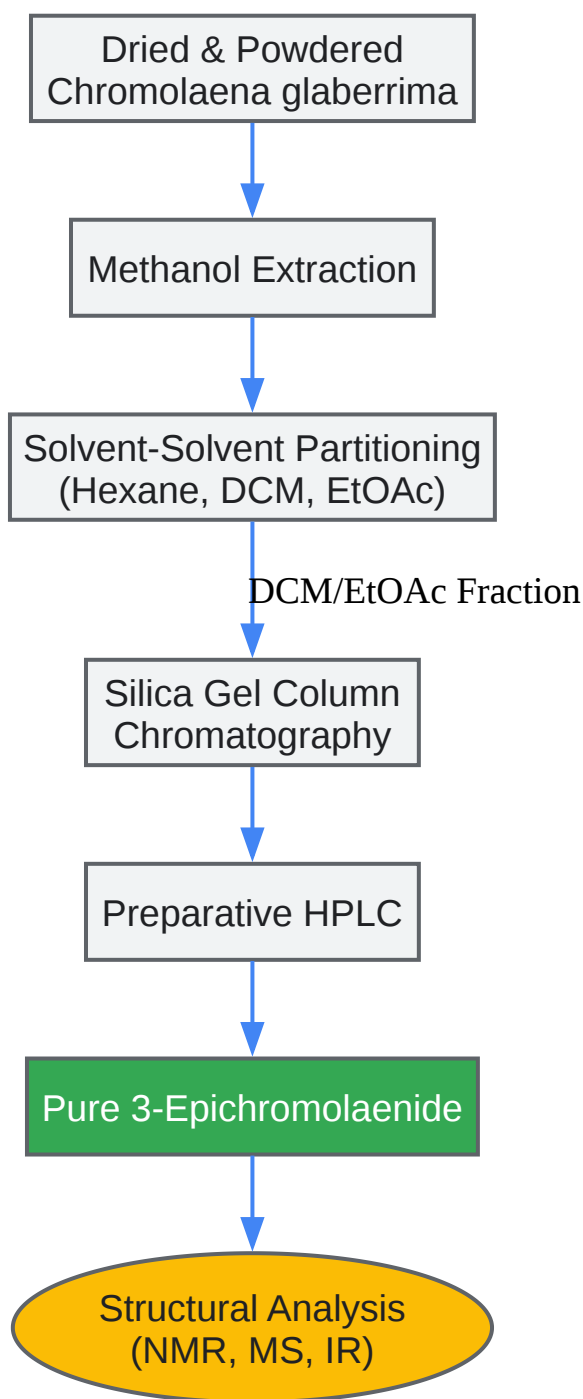 Dried & Powdered
Chromolaena glaberrima
Methanol Extraction
Solvent-Solvent Partitioning
(Hexane, DCM, EtOAc)
DCM/EtOAc Fraction
Silica Gel Column
Chromatography
Preparative HPLC
Pure 3-Epichromolaenide
Structural Analysis
(NMR, MS, IR)